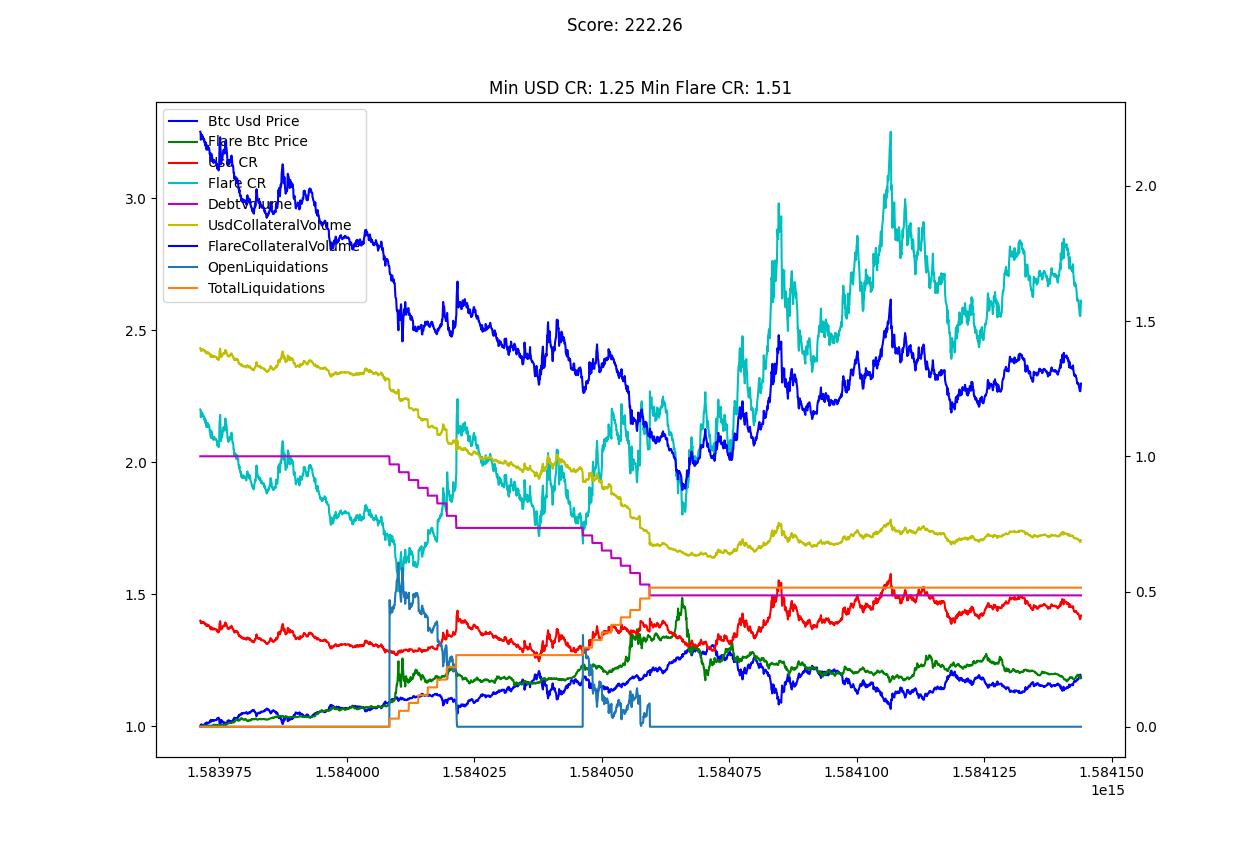 Score: 222.26
Min USD CR: 1.25 Min Flare CR: 1.51
Btc Usd Price
Flare Btc Price
Usd CR
Flare CR
DebtVolume
UsdCollateralVolume
FlareCollateralVolume
OpenLiquidations
TotalLiquidations
3.0
2.5
2.0
1.5
1.0
2.0
1.5
1.0
0.5
0.0
1.583975 1.584000 1.584025 1.584050 1.584075 1.584100 1.584125 1.584150
1e15